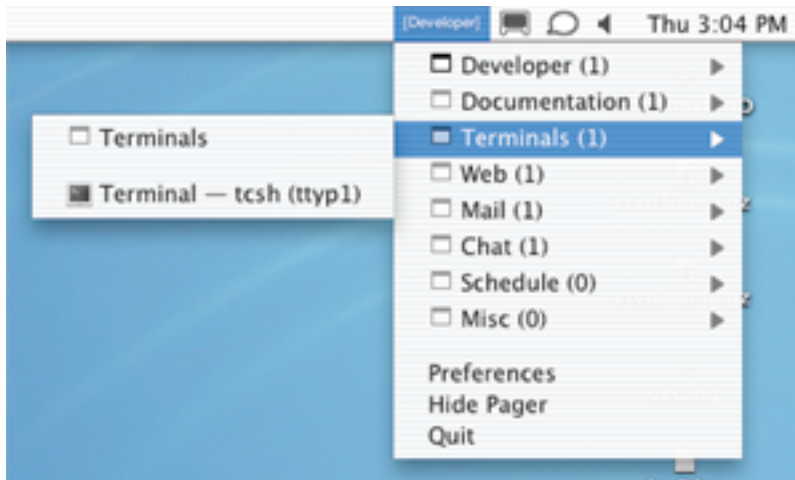 [Developer] Thu 3:04 PM
Developer (1)
Documentation (1)
Terminals (1)
Web (1)
Mail (1)
Chat (1)
Schedule (0)
Misc (0)
Preferences
Hide Pager
Quit
Terminals
Terminal — tcsh (ttyp1)